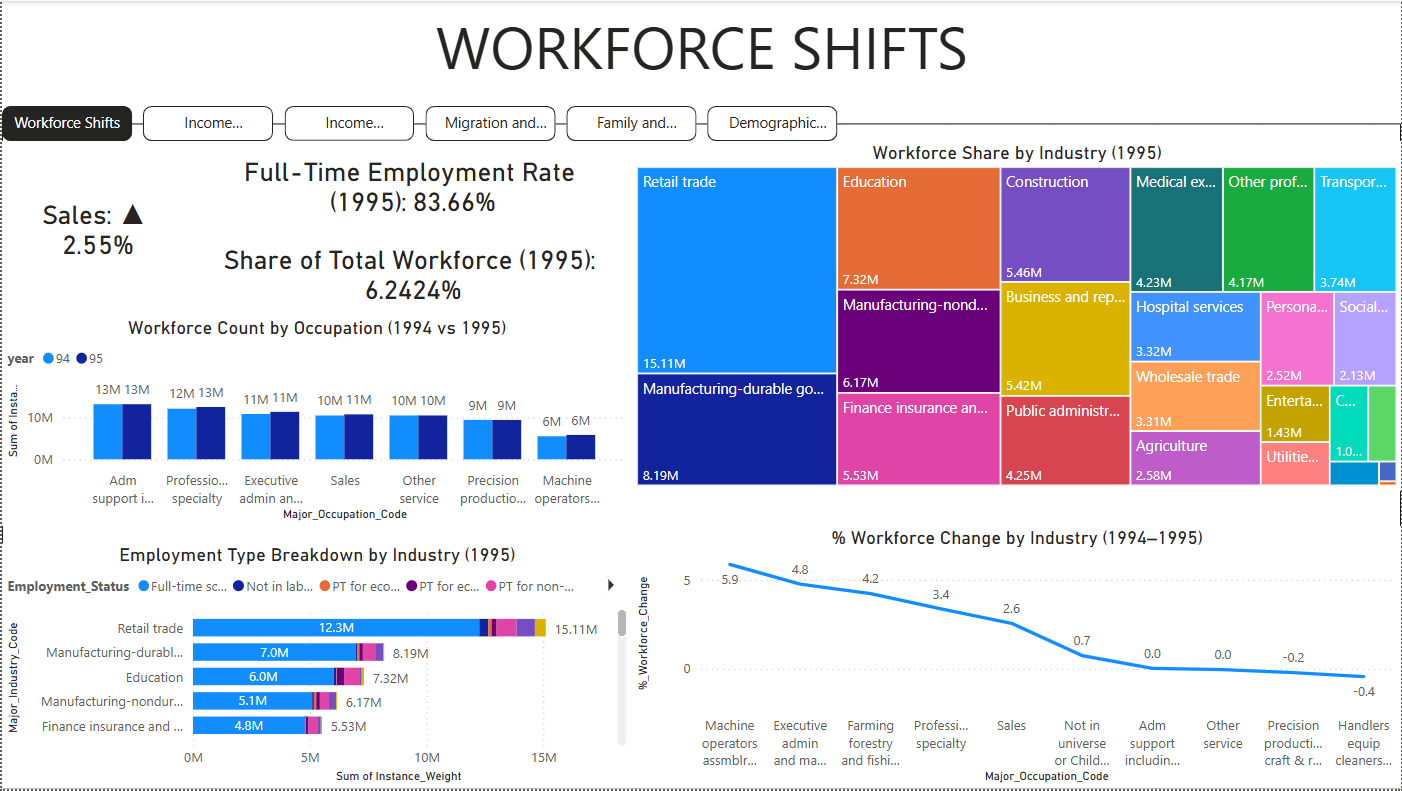 WORKFORCE SHIFTS
Workforce Shifts
Income...
Income...
Migration and...
Family and...
Demographic...
Sales: ▲
2.55%
Full-Time Employment Rate
(1995): 83.66%
Share of Total Workforce (1995):
6.2424%
Workforce Count by Occupation (1994 vs 1995)
year 94 95
Sum of Insta...
10M
0M
13M 13M
12M 13M
11M 11M
10M 11M
10M 10M
9M 9M
6M 6M
Adm
support i...
Professio...
specialty
Executive
admin an...
Sales
Other
service
Precision
productio...
Machine
operators...
Major_Occupation_Code
Workforce Share by Industry (1995)
Retail trade
15.11M
Manufacturing-durable go...
8.19M
Education
7.32M
Manufacturing-nond...
6.17M
Finance insurance an...
5.53M
Construction
5.46M
Business and rep...
5.42M
Public administr...
4.25M
Medical ex...
4.23M
Other prof...
4.17M
Transpor...
3.74M
Hospital services
3.32M
Wholesale trade
3.31M
Agriculture
2.58M
Persona...
2.52M
Social...
2.13M
Enterta...
1.43M
Utilitie...
C...
1.0...
Employment Type Breakdown by Industry (1995)
Employment_Status Full-time sc... Not in lab... PT for eco... PT for ec... PT for non-...
Major_Industry_Code
Retail trade 12.3M 15.11M
Manufacturing-durabl... 7.0M 8.19M
Education 6.0M 7.32M
Manufacturing-nondur... 5.1M 6.17M
Finance insurance and ... 4.8M 5.53M
0M 5M 10M 15M
Sum of Instance_Weight
% Workforce Change by Industry (1994–1995)
%_Workforce_Change
5
0
5.9
4.8
4.2
3.4
2.6
0.7
0.0
0.0
-0.2
-0.4
Machine
operators
assmblr...
Executive
admin
and ma...
Farming
forestry
and fishi...
Professi...
specialty
Sales
Not in
universe
or Child...
Adm
support
includin...
Other
service
Precision
producti...
craft & r...
Handlers
equip
cleaners...
Major_Occupation_Code